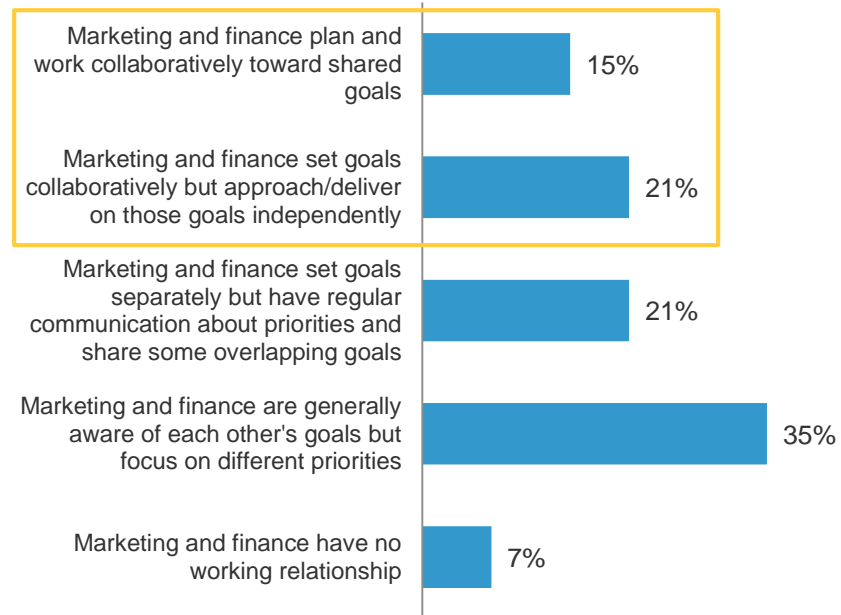 Marketing and finance plan and
work collaboratively toward shared
goals
15%
Marketing and finance set goals
collaboratively but approach/deliver
on those goals independently
21%
Marketing and finance set goals
separately but have regular
communication about priorities and
share some overlapping goals
21%
Marketing and finance are generally
aware of each other's goals but
focus on different priorities
35%
Marketing and finance have no
working relationship
7%